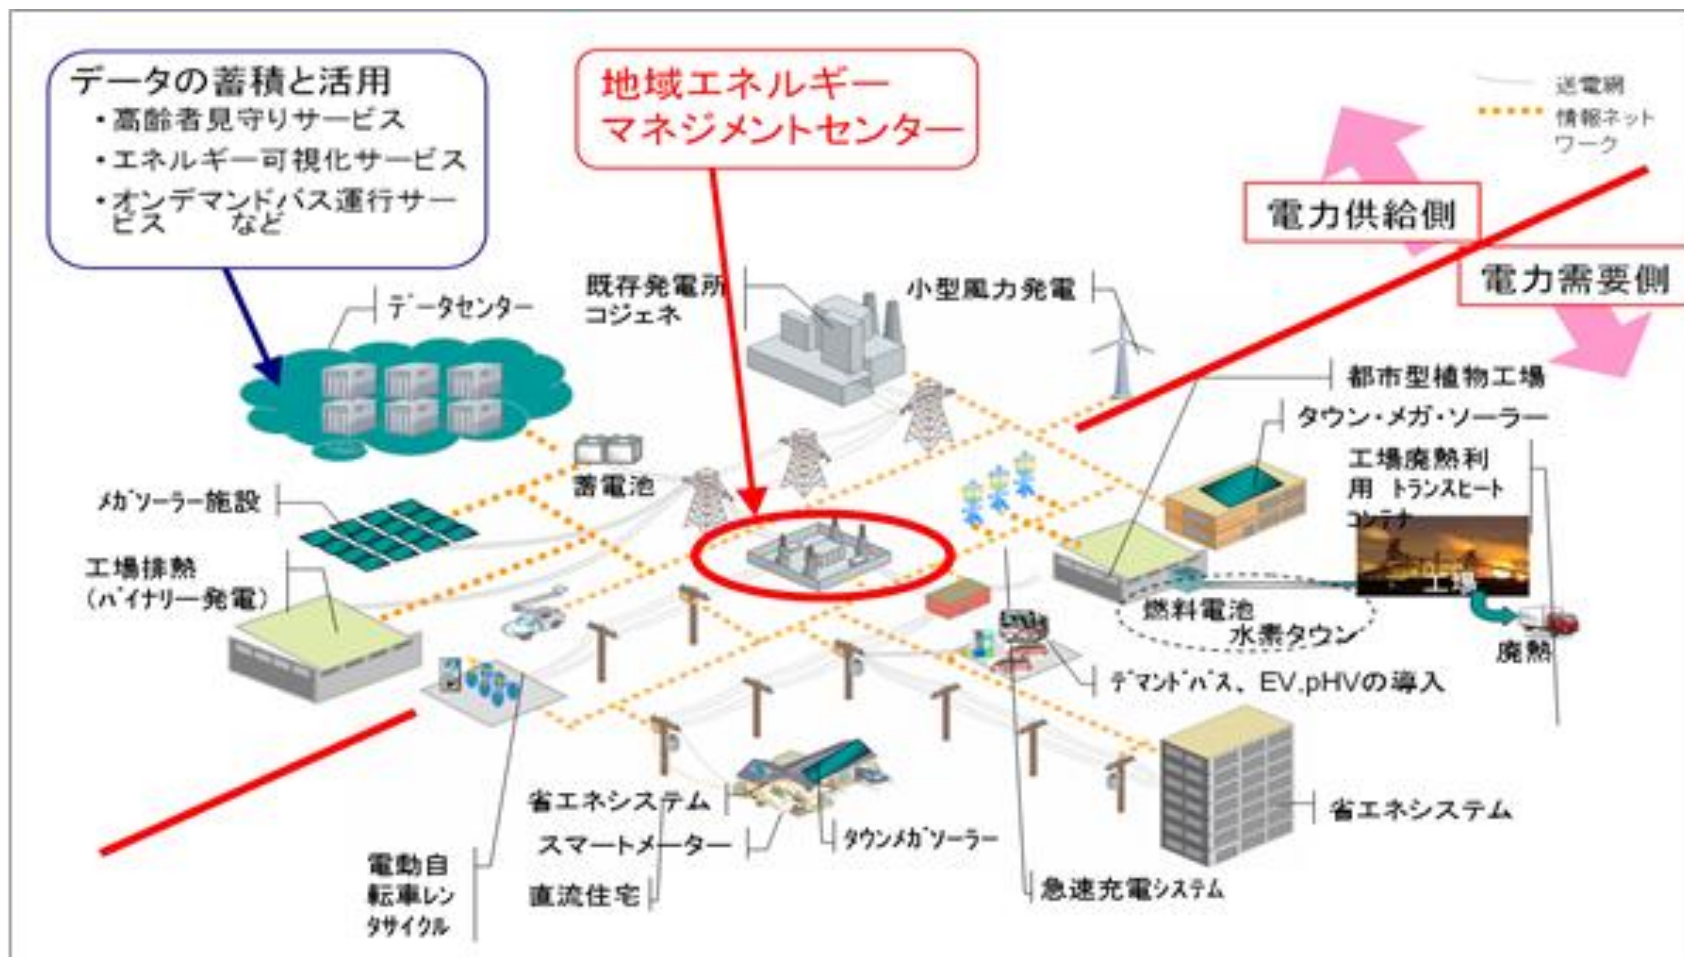 データの蓄積と活用
・高齢者見守りサービス
・エネルギー可視化サービス
・オンデマンドバス運行サー
ビス など
地域エネルギー
マネジメントセンター
送電網
情報ネット
ワーク
電力供給側
電力需要側
データセンター
既存発電所
コジェネ
小型風力発電
都市型植物工場
タウン・メガ・ソーラー
工場廃熱利
用 トランスヒート
コンテナ
蓄電池
メガソーラー施設
工場排熱
(バイナリー発電)
燃料電池
水素タウン
廃熱
デマンドバス、EV.pHVの導入
省エネシステム
スマートメーター
直流住宅
タウンメガソーラー
省エネシステム
急速充電システム
電動自
転車レン
タサイクル